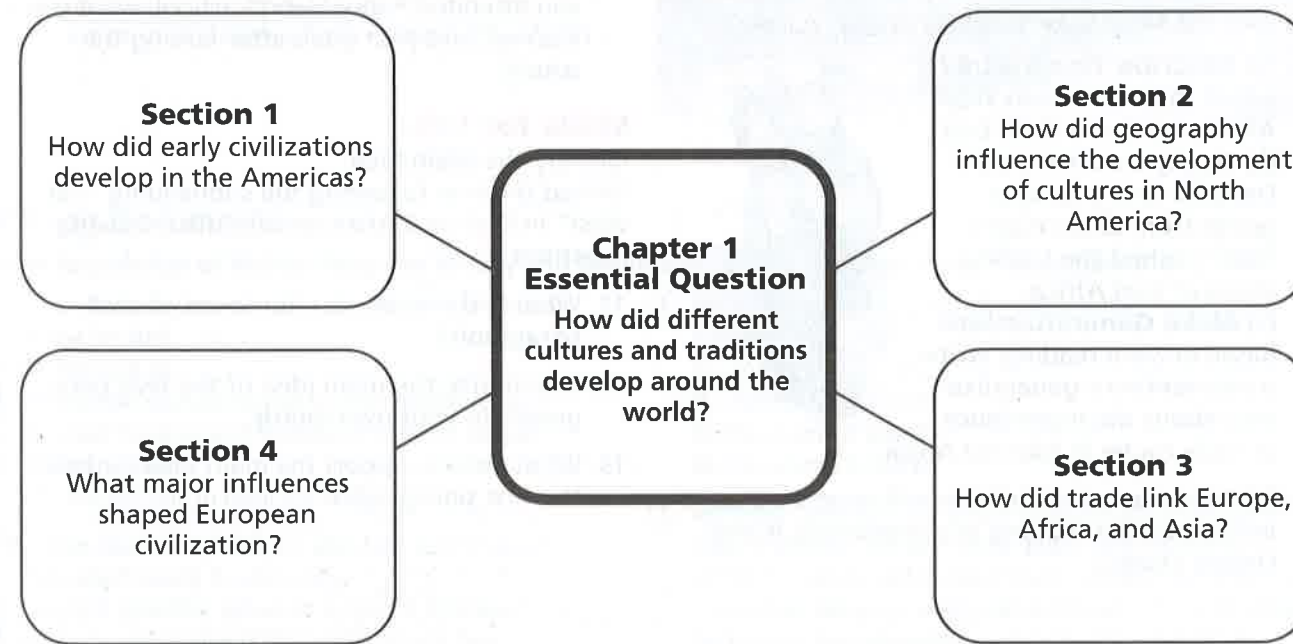 Section 1
How did early civilizations
develop in the Americas?
Section 2
How did geography
influence the development
of cultures in North
America?
Chapter 1
Essential Question
How did different
cultures and traditions
develop around the
world?
Section 4
What major influences
shaped European
civilization?
Section 3
How did trade link Europe,
Africa, and Asia?